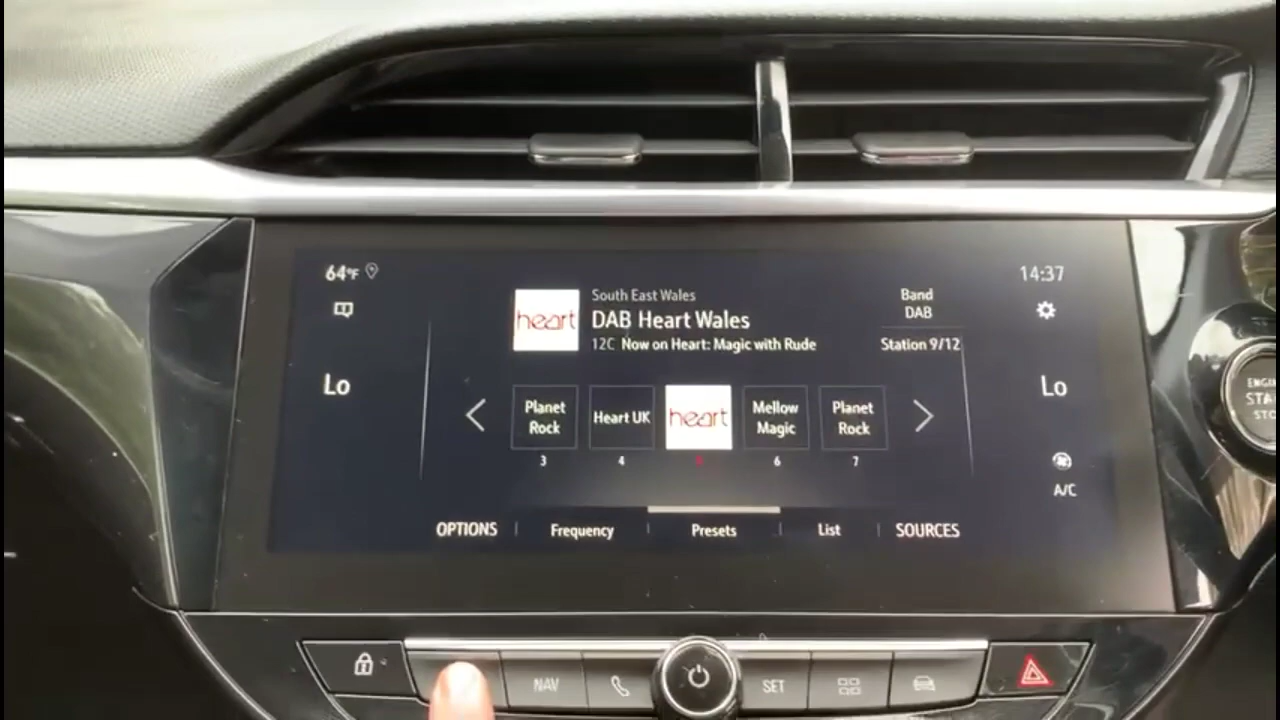 64°F
14:37
heart
South East Wales
DAB Heart Wales
12C Now on Heart: Magic with Rude
Band
DAB
Station 9/12
Lo
Lo
Planet
Rock
Heart UK
heart
Mellow
Magic
Planet
Rock
3
4
6
7
A/C
OPTIONS
Frequency
Presets
List
SOURCES
NAV
SET